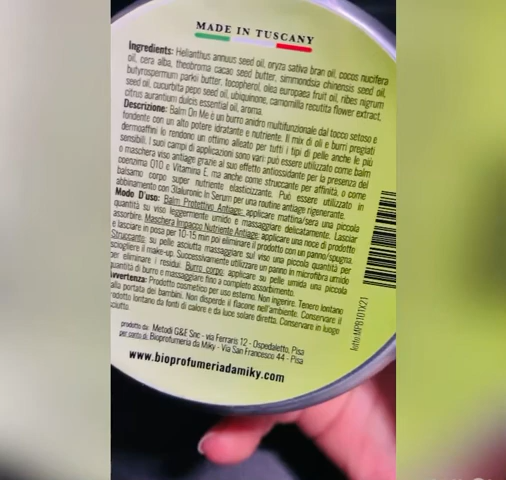 MADE IN TUSCANY
Ingredients: Helianthus annuus seed oil, oryza sativa bran oil, cocos nucifera
oil, cera alba, theobroma cacao seed butter, simmondsia chinensis seed oil,
butyrospermum parkii butter, tocopherol, olea europaea fruit oil, ribes nigrum
seed oil, cucurbita pepo seed oil, ubiquinone, camomilla recutita flower extract,
citrus aurantium dulcis essential oil, aroma.
Descrizione: Balm On Me è un burro anidro multifunzionale dal tocco setoso e
fondente con un alto potere idratante e nutriente. Il mix di oli e burri pregiati
dermoaffini lo rendono un ottimo alleato per tutti i tipi di pelle anche le più
sensibili. I suoi campi di applicazioni sono vari: può essere utilizzato come balm
o maschera viso antiage grazie al suo effetto antiossidante per la presenza del
coenzima Q10 e Vitamina E, ma anche come struccante per affinità, o come
balsamo corpo super nutriente elasticizzante. Può essere utilizzato in
abbinamento con 3Ialuronic in Serum per una routine antiage rigenerante.
Modo D'uso: Balm Protettivo Antiage: applicare mattina/sera una piccola
quantità su viso leggermente umido e massaggiare delicatamente. Lasciar
assorbire. Maschera Impacco Nutriente Antiage: applicare una noce di prodotto
e lasciare in posa per 10-15 min poi eliminare il prodotto con un panno/spugna.
Struccante: su pelle asciutta massaggiare sul viso una piccola quantità per
sciogliere il make-up. Successivamente utilizzare un panno in microfibra umido
per eliminare i residui. Burro corpo: applicare su pelle umida una piccola
quantità di burro e massaggiare fino a completo assorbimento.
vvertenza: Prodotto cosmetico per uso esterno. Non ingerire. Tenere lontano
alla portata dei bambini. Non disperde il flacone nell'ambiente. Conservare il
rodotto lontano da fonti di calore e da luce solare diretta. Conservare in luogo
sciutto.
prodotto da: Metodi G&E Snc - via Ferraris 12 - Ospedaletto, Pisa
per conto di: Bioprofumeria da Miky - Via San Francesco 44 - Pisa
www.bioprofumeriadamiky.com
lotto:MPB101X21